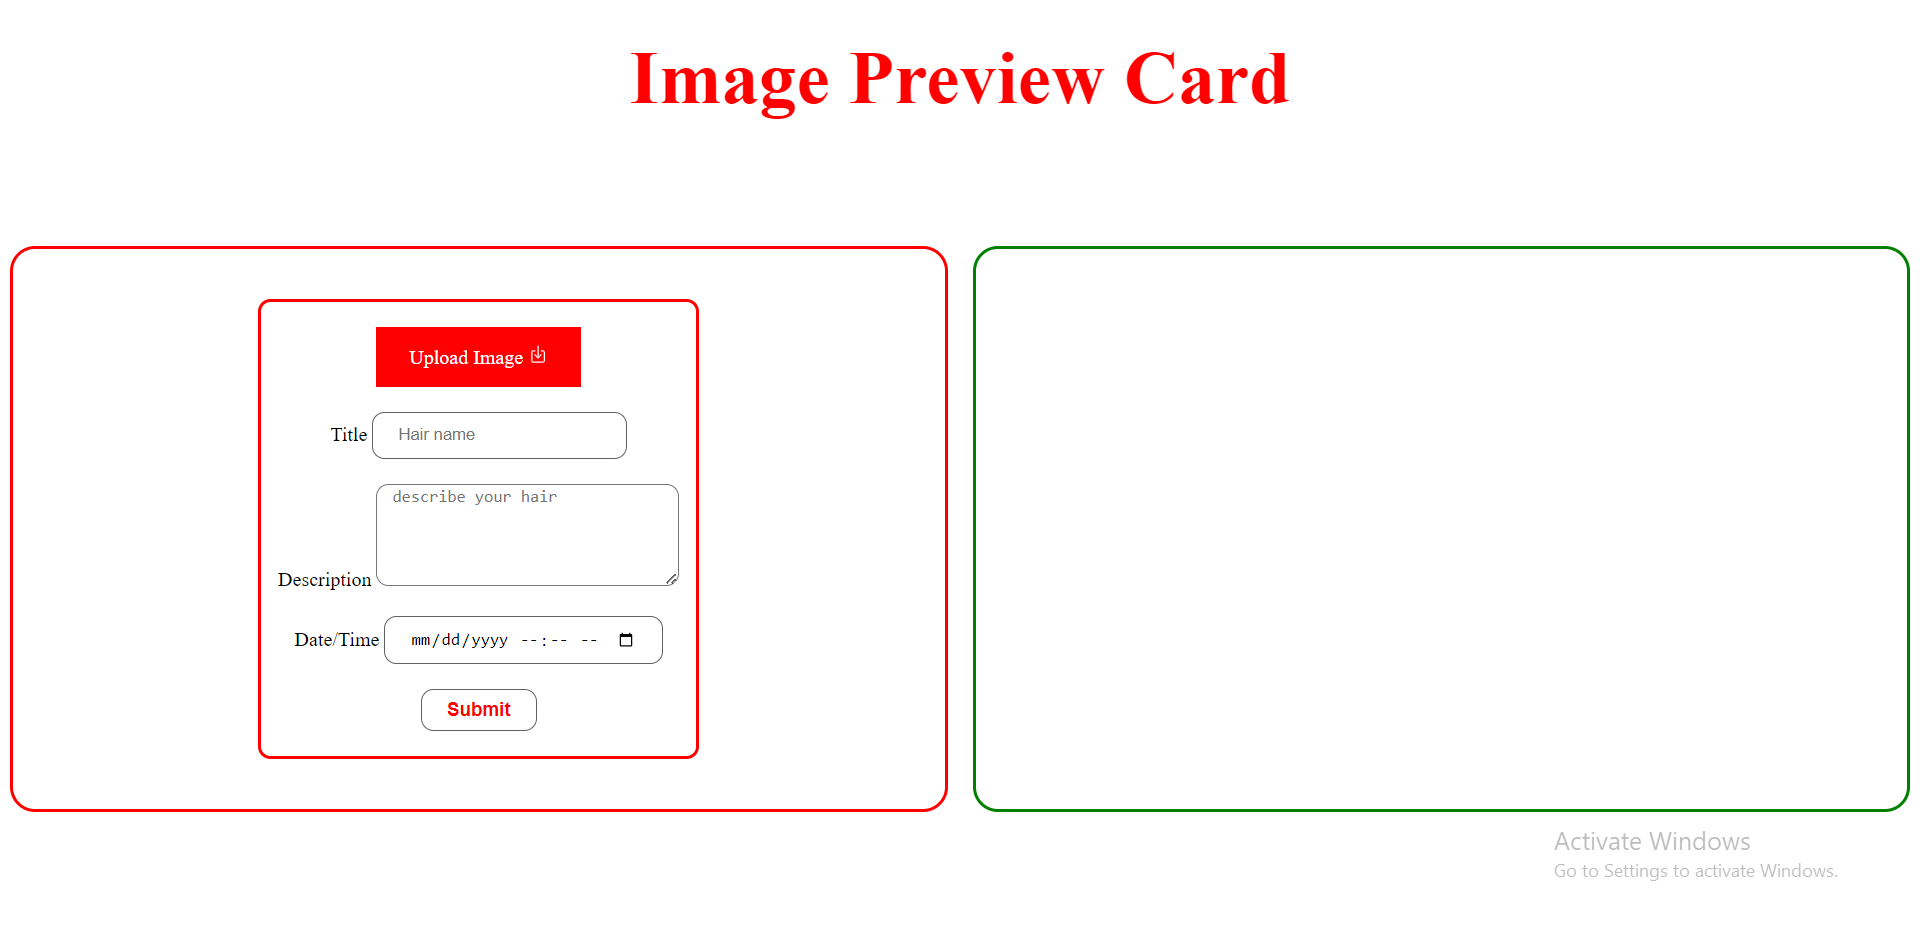 Image Preview Card
Upload Image
Title Hair name
describe your hair
Description
Date/Time mm/dd/yyyy --:-- --
Submit
Activate Windows
Go to Settings to activate Windows.